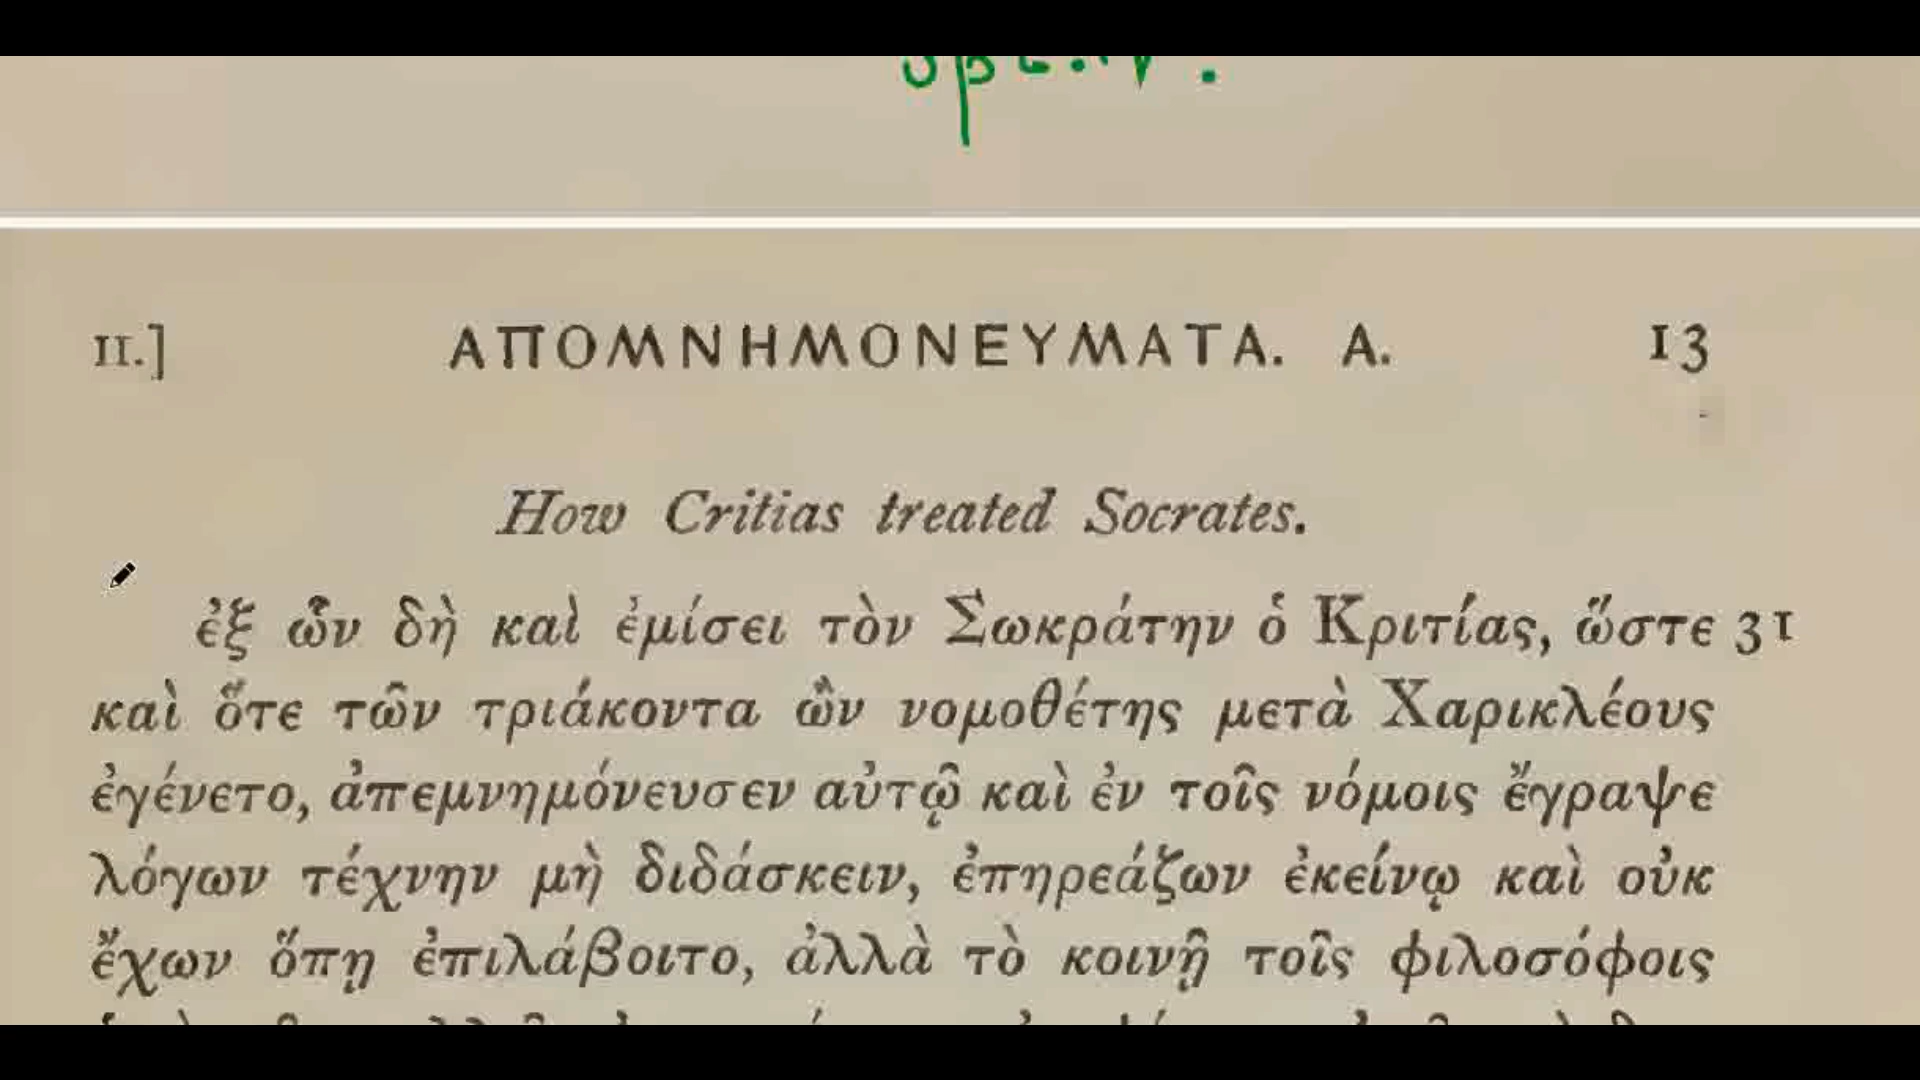 II.] ΑΠΟΜΝΗΜΟΝΕΥΜΑΤΑ. Α. 13
How Critias treated Socrates.
ἐξ ὧν δὴ καὶ ἐμίσει τὸν Σωκράτην ὁ Κριτίας, ὥστε 31
καὶ ὅτε τῶν τριάκοντα ὢν νομοθέτης μετὰ Χαρικλέους
ἐγένετο, ἀπεμνημόνευσεν αὐτῷ καὶ ἐν τοῖς νόμοις ἔγραψε
λόγων τέχνην μὴ διδάσκειν, ἐπηρεάζων ἐκείνῳ καὶ οὐκ
ἔχων ὅπῃ ἐπιλάβοιτο, ἀλλὰ τὸ κοινῇ τοῖς φιλοσόφοις